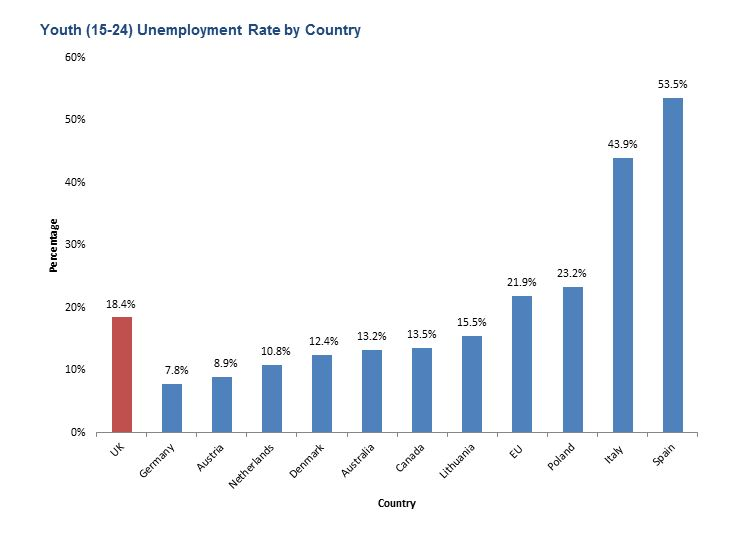 Youth (15-24) Unemployment Rate by Country
60%
50%
40%
30%
20%
10%
0%
Percentage
18.4%
7.8%
8.9%
10.8%
12.4%
13.2%
13.5%
15.5%
21.9%
23.2%
43.9%
53.5%
UK
Germany
Austria
Netherlands
Denmark
Australia
Canada
Lithuania
EU
Poland
Italy
Spain
Country